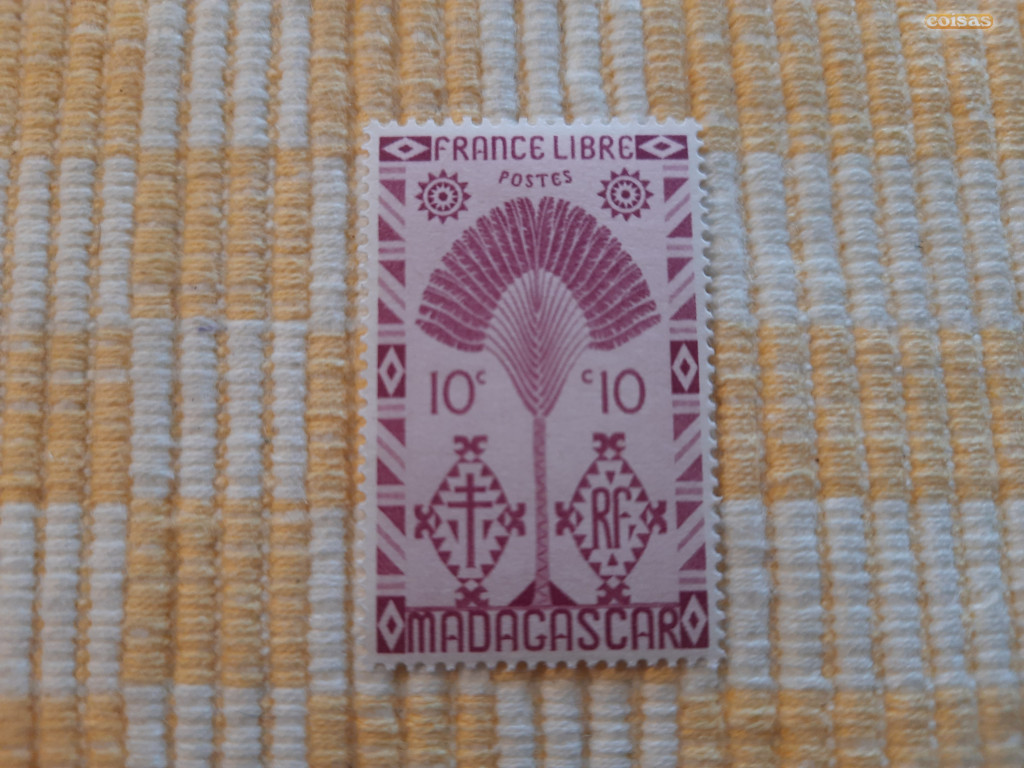 coisas
FRANCE LIBRE
POSTES
10c c10
RF
MADAGASCAR